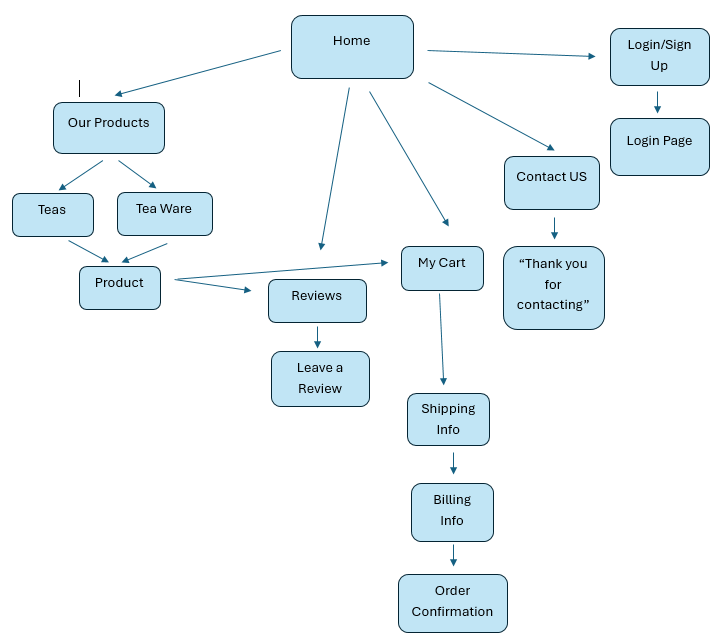 Home
Login/Sign
Up
Our Products
Login Page
Contact US
Teas
Tea Ware
My Cart
“Thank you
for
contacting”
Product
Reviews
Leave a
Review
Shipping
Info
Billing
Info
Order
Confirmation